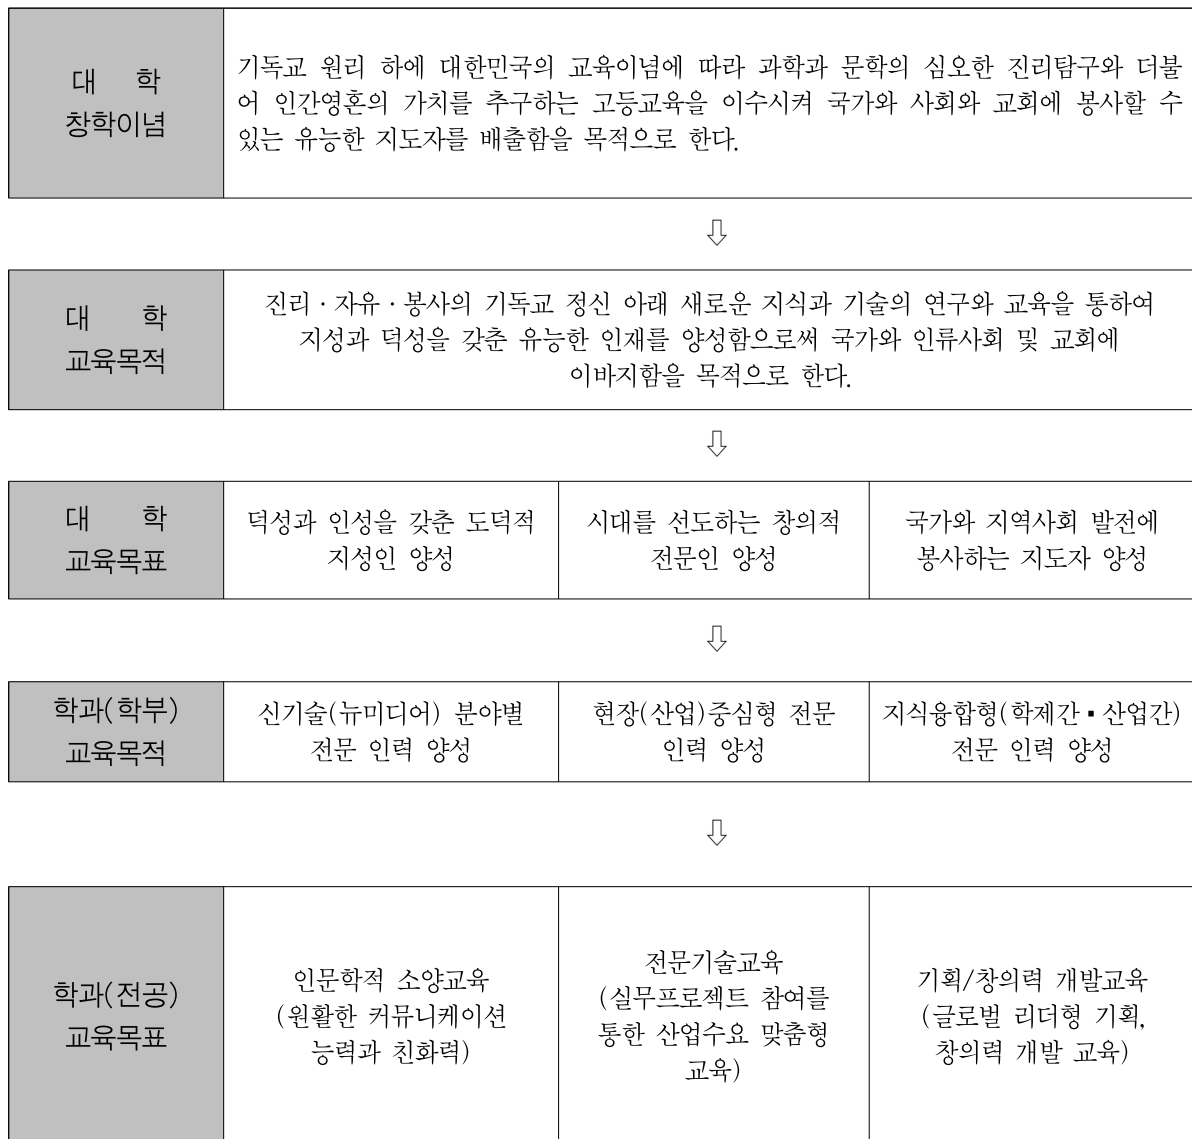 대 학
창학이념
기독교 원리 하에 대한민국의 교육이념에 따라 과학과 문학의 심오한 진리탐구와 더불
어 인간영혼의 가치를 추구하는 고등교육을 이수시켜 국가와 사회와 교회에 봉사할 수
있는 유능한 지도자를 배출함을 목적으로 한다.
⇩
대 학
교육목적
진리·자유·봉사의 기독교 정신 아래 새로운 지식과 기술의 연구와 교육을 통하여
지성과 덕성을 갖춘 유능한 인재를 양성함으로써 국가와 인류사회 및 교회에
이바지함을 목적으로 한다.
⇩
대 학
교육목표
덕성과 인성을 갖춘 도덕적
지성인 양성
시대를 선도하는 창의적
전문인 양성
국가와 지역사회 발전에
봉사하는 지도자 양성
⇩
학과(학부)
교육목적
신기술(뉴미디어) 분야별
전문 인력 양성
현장(산업)중심형 전문
인력 양성
지식융합형(학제간▪산업간)
전문 인력 양성
⇩
학과(전공)
교육목표
인문학적 소양교육
(원활한 커뮤니케이션
능력과 친화력)
전문기술교육
(실무프로젝트 참여를
통한 산업수요 맞춤형
교육)
기획/창의력 개발교육
(글로벌 리더형 기획,
창의력 개발 교육)